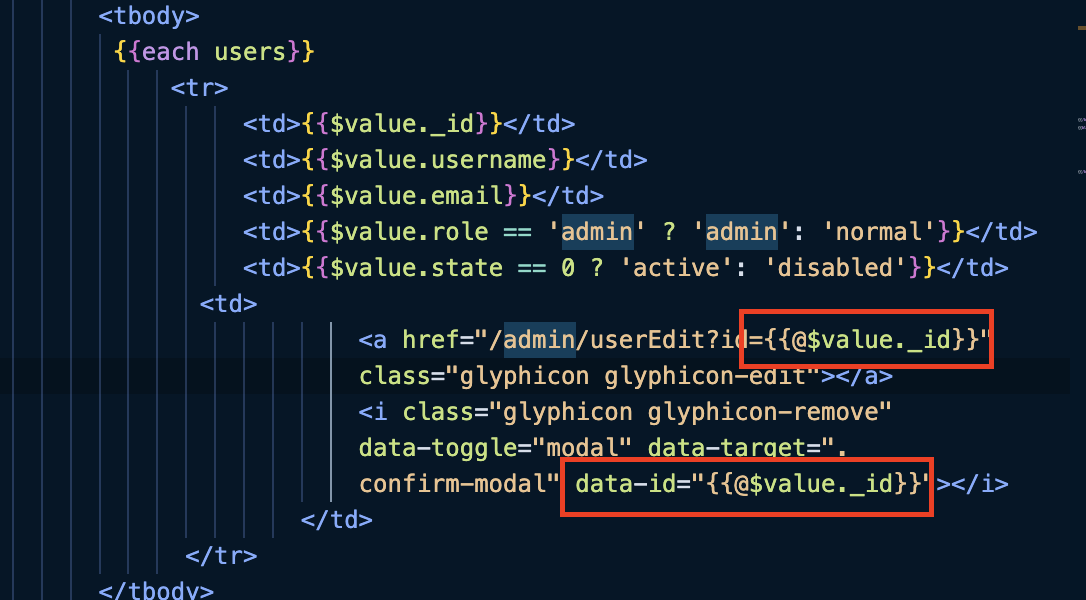 <tbody>
{{each users}}
<tr>
<td>{{$value._id}}</td>
<td>{{$value.username}}</td>
<td>{{$value.email}}</td>
<td>{{$value.role == 'admin' ? 'admin': 'normal'}}</td>
<td>{{$value.state == 0 ? 'active': 'disabled'}}</td>
<td>
<a href="/admin/userEdit?id={{@$value._id}}"
class="glyphicon glyphicon-edit"></a>
<i class="glyphicon glyphicon-remove"
data-toggle="modal" data-target=".
confirm-modal" data-id="{{@$value._id}}"></i>
</td>
</tr>
</tbody>